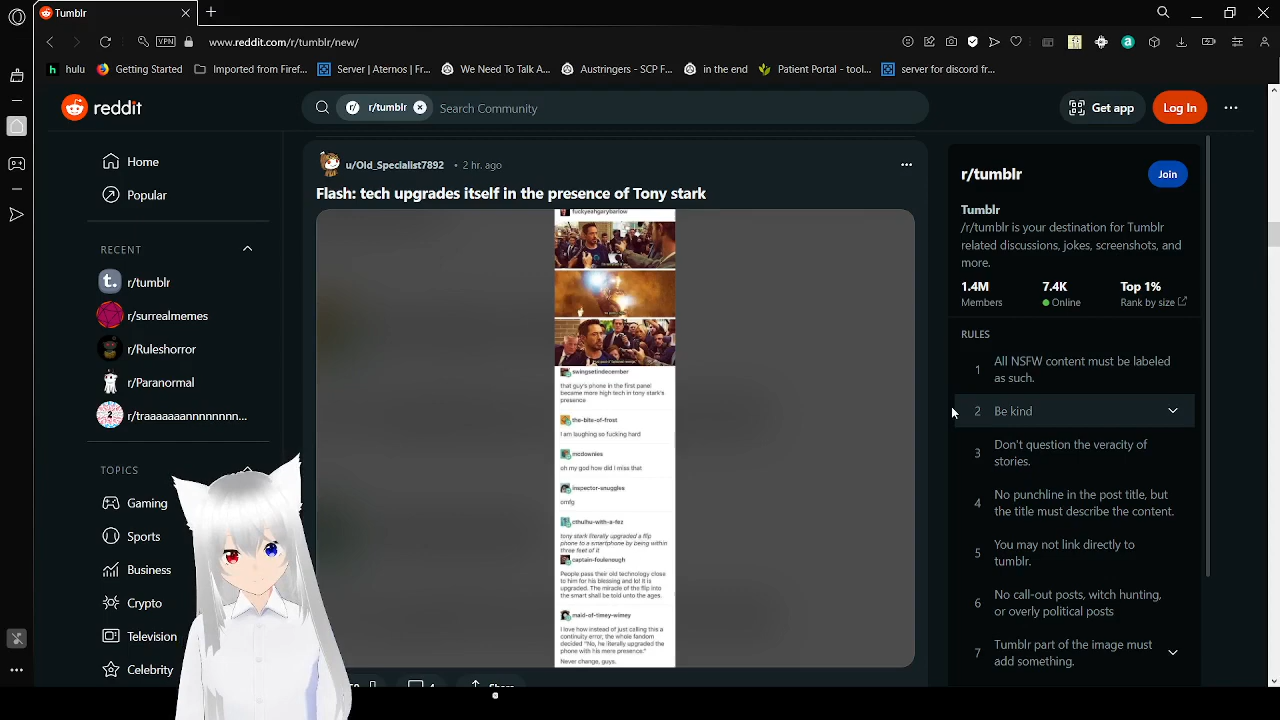 Tumblr
VPN
www.reddit.com/r/tumblr/new/
hulu
Getting Started
Imported from Firef...
Server | Aternos | Fr...
We Need To Talk A...
Austringers - SCP F...
in the end
Patient Portal - tool...
server for discord fr...
reddit
r/tumblr
Search Community
Get app
Log In
Home
Popular
RECENT
r/tumblr
r/surrealmemes
r/Ruleorrorr
r/taaaaaaannnnnnnnn...
TOPICS
Gaming
Spor
Business
Television
Celebrity
u/Old_Specialist7892 • 2 hr. ago
Flash: tech upgrades itself in the presence of Tony stark
fuckyeahgarybarlow
swingsetindecember
that guy's phone in the first panel
became more high tech in tony stark's
presence
the-bite-of-frost
I am laughing so fucking hard
mcdownies
oh my god how did I miss that
inspector-snuggles
omfg
cthulhu-with-a-fez
tony stark literally upgraded a flip
phone to a smartphone by being within
three feet of it
captain-foulenough
People pass their old technology close
to him for his blessing and lo! it is
upgraded. The miracle of the flip into
the smart shall be told unto the ages.
maid-of-timey-wimey
I love how instead of just calling this a
continuity error, the whole fandom
decided "No, he literally upgraded the
phone with his mere presence."
Never change, guys.
r/tumblr
Join
Tumblr
/r/tumblr is your destination for Tumblr
related discussions, jokes, screenshots, and
more.
1.4M
7.4K
Top 1%
Members
Online
Rank by size
RULES
1 All NSFW content must be labeled
as such.
2 Be kind
3 Don't question the veracity of
stories.
4 No punchline in the post title, but
the title must describe the content.
5 You may not link directly to
tumblr.
6 No call-out posts, witch hunting,
or non-critical posts
7 Tumblr part of the image must
add something.